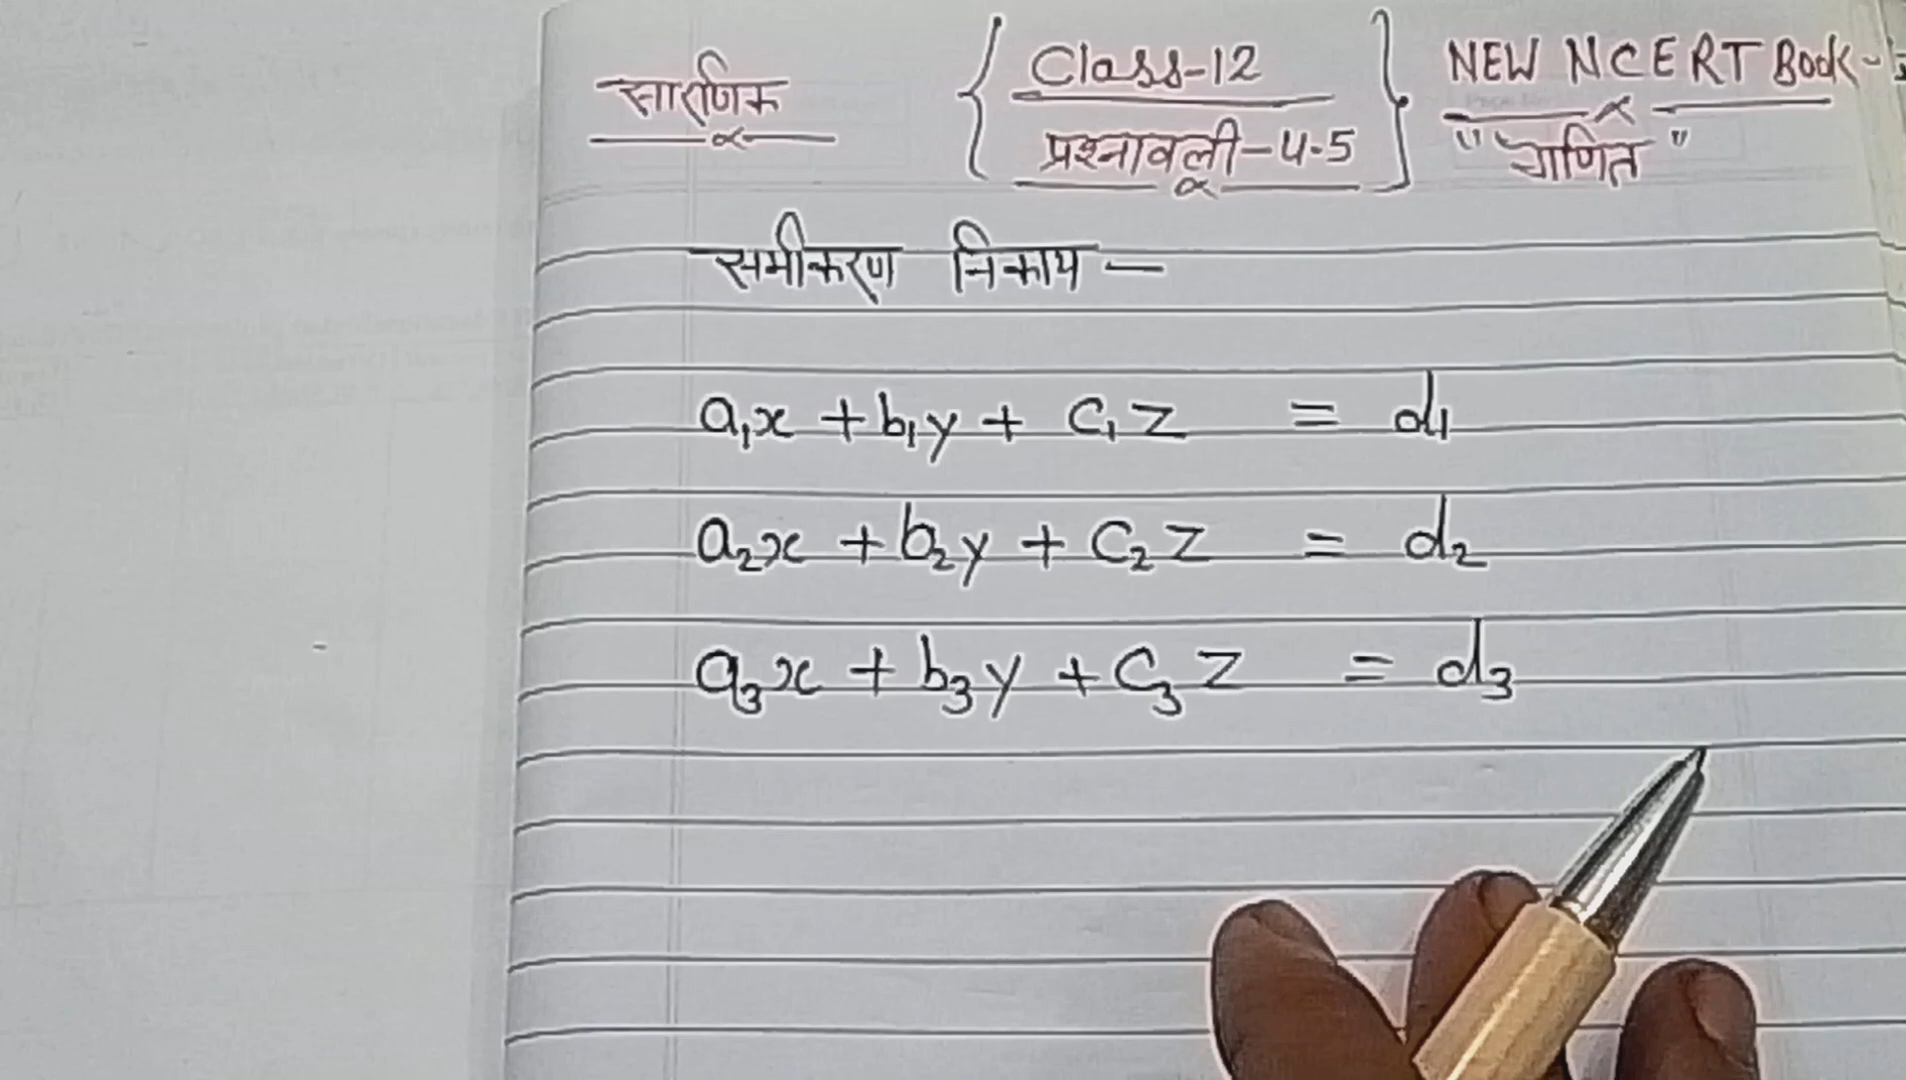 सारणिक { Class-12 } NEW NCERT Book-
प्रश्नावली-4.5 "गणित"
समीकरण निकाय —
a₁x + b₁y + c₁z = d₁
a₂x + b₂y + c₂z = d₂
a₃x + b₃y + c₃z = d₃